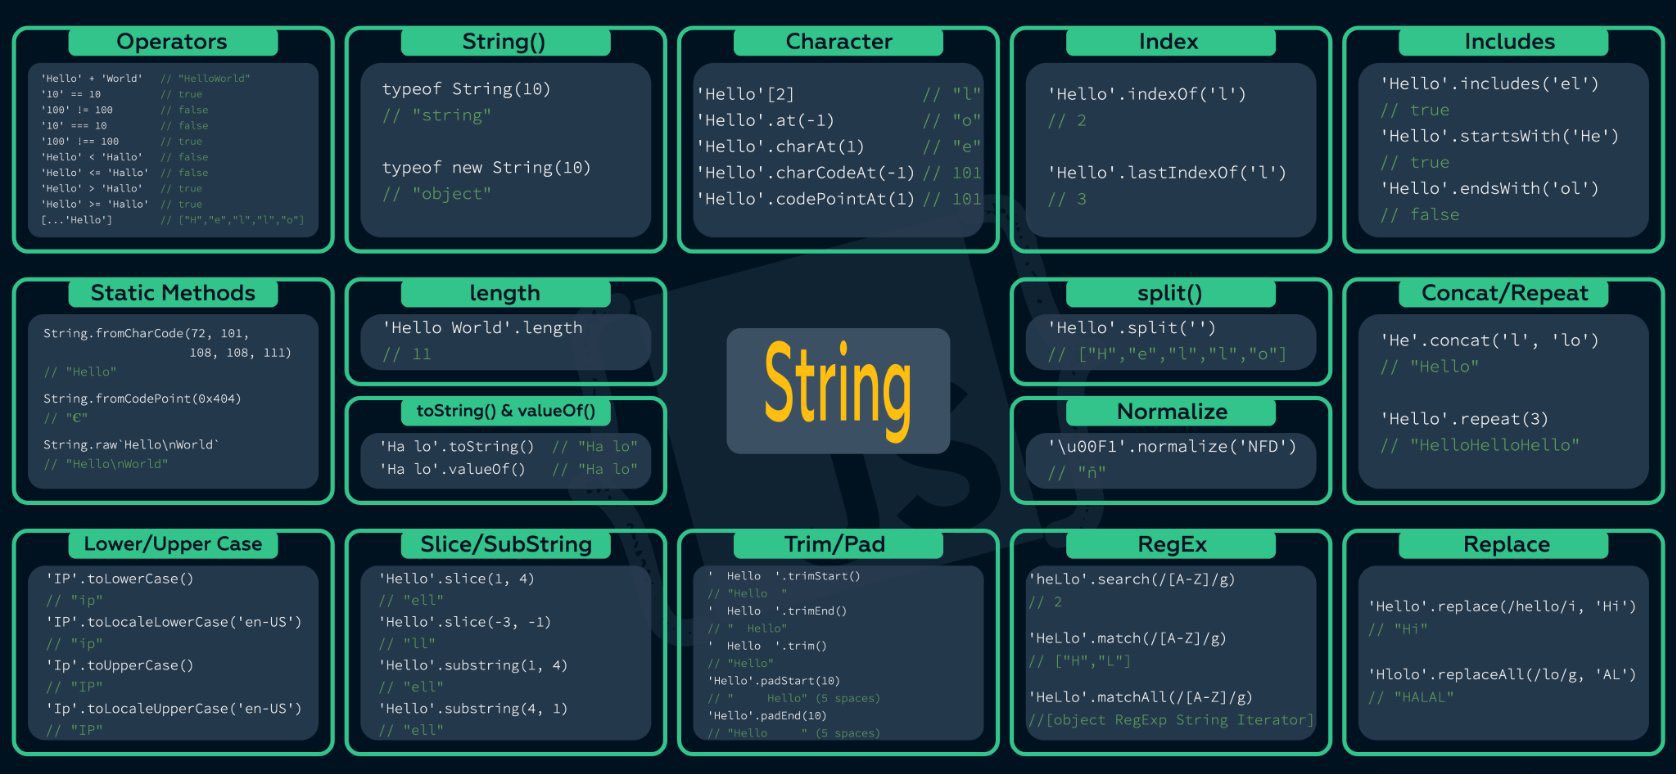 Operators
'Hello' + 'World' // "HelloWorld"
'10' == 10 // true
'100' != 100 // false
'10' === 10 // false
'100' !== 100 // true
'Hello' < 'Hallo' // false
'Hello' <= 'Hallo' // false
'Hello' > 'Hallo' // true
'Hello' >= 'Hallo' // true
[...'Hello'] // ["H","e","l","l","o"]
String()
typeof String(10)
// "string"
typeof new String(10)
// "object"
Character
'Hello'[2] // "l"
'Hello'.at(-1) // "o"
'Hello'.charAt(1) // "e"
'Hello'.charCodeAt(-1) // 101
'Hello'.codePointAt(1) // 101
Index
'Hello'.indexOf('l')
// 2
'Hello'.lastIndexOf('l')
// 3
Includes
'Hello'.includes('el')
// true
'Hello'.startsWith('He')
// true
'Hello'.endsWith('ol')
// false
Static Methods
String.fromCharCode(72, 101,
108, 108, 111)
// "Hello"
String.fromCodePoint(0x404)
// "Є"
String.raw`Hello\nWorld`
// "Hello\nWorld"
length
'Hello World'.length
// 11
toString() & valueOf()
'Ha lo'.toString() // "Ha lo"
'Ha lo'.valueOf() // "Ha lo"
String
JS
split()
'Hello'.split('')
// ["H","e","l","l","o"]
Normalize
'\u00F1'.normalize('NFD')
// "ñ"
Concat/Repeat
'He'.concat('l', 'lo')
// "Hello"
'Hello'.repeat(3)
// "HelloHelloHello"
Lower/Upper Case
'IP'.toLowerCase()
// "ip"
'IP'.toLocaleLowerCase('en-US')
// "ip"
'Ip'.toUpperCase()
// "IP"
'Ip'.toLocaleUpperCase('en-US')
// "IP"
Slice/SubString
'Hello'.slice(1, 4)
// "ell"
'Hello'.slice(-3, -1)
// "ll"
'Hello'.substring(1, 4)
// "ell"
'Hello'.substring(4, 1)
// "ell"
Trim/Pad
'  Hello  '.trimStart()
// "Hello  "
'  Hello  '.trimEnd()
// "  Hello"
'  Hello  '.trim()
// "Hello"
'Hello'.padStart(10)
// "     Hello" (5 spaces)
'Hello'.padEnd(10)
// "Hello     " (5 spaces)
RegEx
'heLlo'.search(/[A-Z]/g)
// 2
'HeLlo'.match(/[A-Z]/g)
// ["H","L"]
'HeLlo'.matchAll(/[A-Z]/g)
//[object RegExp String Iterator]
Replace
'Hello'.replace(/hello/i, 'Hi')
// "Hi"
'Hlolo'.replaceAll(/lo/g, 'AL')
// "HALAL"